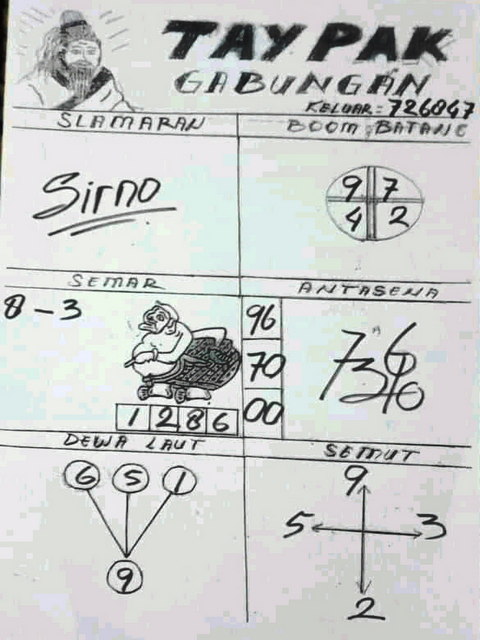 TAY PAK
GABUNGAN
KELUAR = 726847
SLAMARAN
BOOM BATANG
Sirno
9 7
4 2
SEMAR
ANTASENA
8 - 3
96
70
00
1 2 8 6
DEWA LAUT
SEMUT
6 5 1
9
9
5 3
2